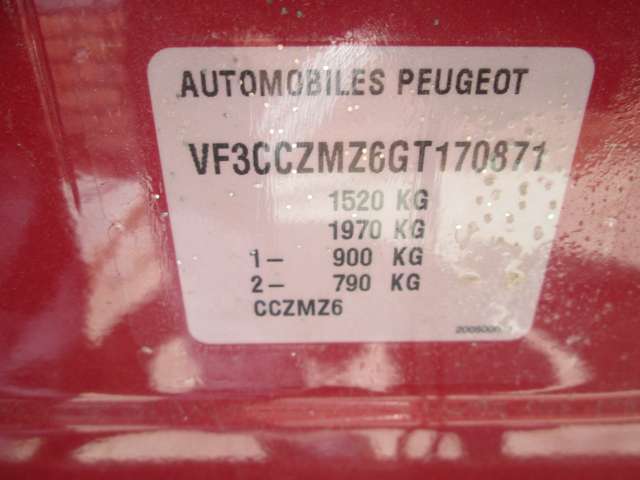 AUTOMOBILES PEUGEOT
VF3CCZMZ6GT170871
1520 KG
1970 KG
1– 900 KG
2– 790 KG
CCZMZ6